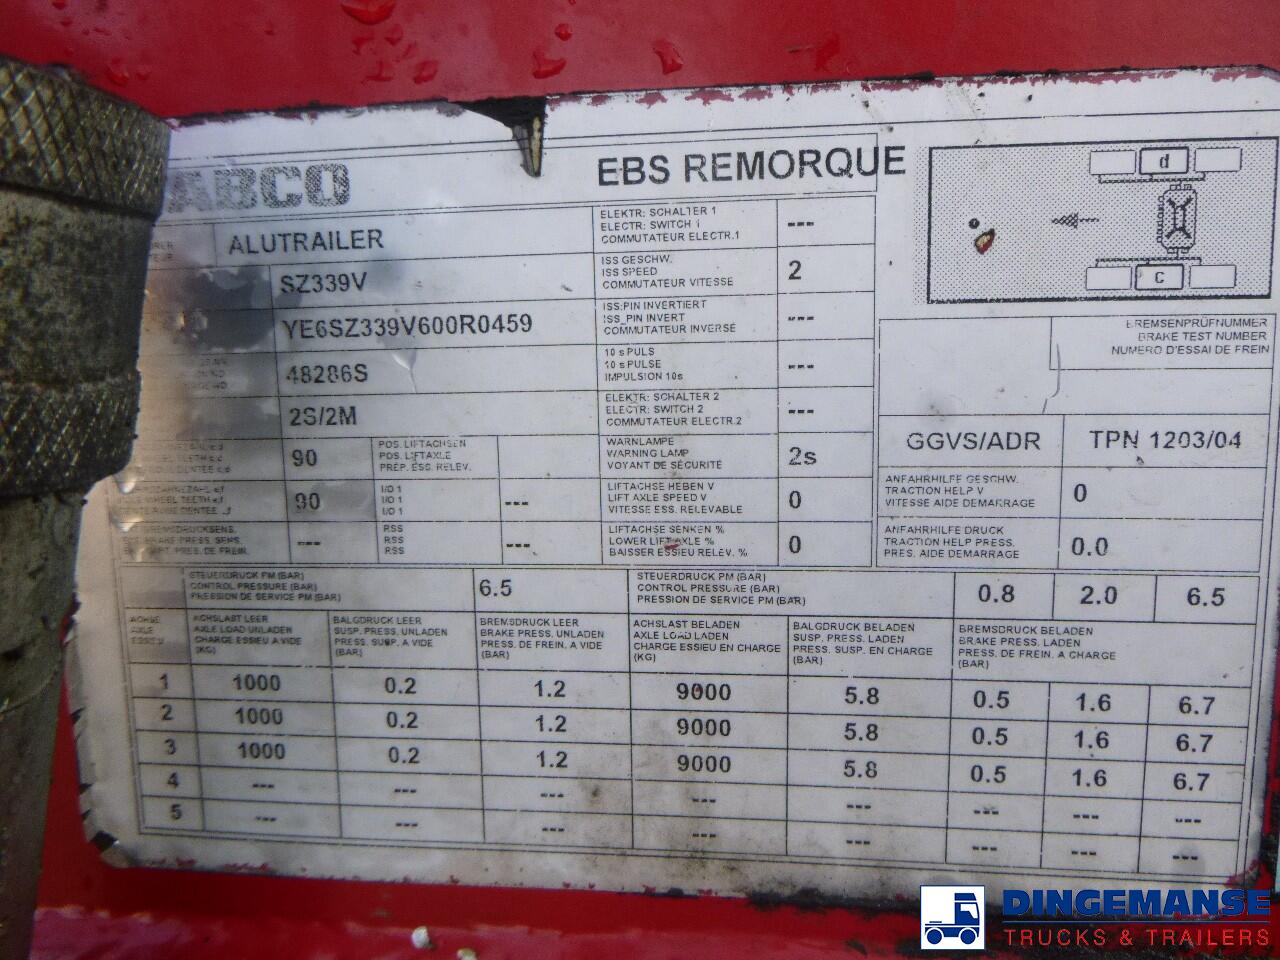 ABCO
EBS REMORQUE
d
C
ALUTRAILER
SZ339V
YE6SZ339V600R0459
48286S
2S/2M
ELEKTR: SCHALTER 1
ELECTR: SWITCH 1
COMMUTATEUR ELECTR.1
---
ISS GESCHW.
ISS SPEED
COMMUTATEUR VITESSE
2
ISS:PIN INVERTIERT
ISS_PIN INVERT
COMMUTATEUR INVERSE
---
10 s PULS
10 s PULSE
IMPULSION 10s
---
ELEKTR: SCHALTER 2
ELECTR: SWITCH 2
COMMUTATEUR ELECTR.2
---
90
POS. LIFTACHSEN
POS. LIFTAXLE
PREP. ESS. RELEV.
WARNLAMPE
WARNING LAMP
VOYANT DE SÉCURITÉ
2s
90
I/O 1
I/O 1
I/O 1
---
LIFTACHSE HEBEN V
LIFT AXLE SPEED V
VITESSE ESS. RELEVABLE
0
---
RSS
RSS
RSS
---
LIFTACHSE SENKEN %
LOWER LIFTAXLE %
BAISSER ESSIEU RELEV. %
0
BREMSENPRÜFNUMMER
BRAKE TEST NUMBER
NUMERO D'ESSAI DE FREIN
GGVS/ADR
TPN 1203/04
ANFAHRHILFE GESCHW.
TRACTION HELP V
VITESSE AIDE DEMARRAGE
0
ANFAHRHILFE DRUCK
TRACTION HELP PRESS.
PRES. AIDE DEMARRAGE
0.0
STEUERDRUCK PM (BAR)
CONTROL PRESSURE (BAR)
PRESSION DE SERVICE PM (BAR)
6.5
STEUERDRUCK PM (BAR)
CONTROL PRESSURE (BAR)
PRESSION DE SERVICE PM (BAR)
0.8 2.0 6.5
ACHSE
AXLE
ESSIEU
ACHSLAST LEER
AXLE LOAD UNLADEN
CHARGE ESSIEU A VIDE
(KG)
BALGDRUCK LEER
SUSP. PRESS. UNLADEN
PRESS. SUSP. A VIDE
(BAR)
BREMSDRUCK LEER
BRAKE PRESS. UNLADEN
PRESS. DE FREIN. A VIDE
(BAR)
ACHSLAST BELADEN
AXLE LOAD LADEN
CHARGE ESSIEU EN CHARGE
(KG)
BALGDRUCK BELADEN
SUSP. PRESS. LADEN
PRESS. SUSP. EN CHARGE
(BAR)
BREMSDRUCK BELADEN
BRAKE PRESS. LADEN
PRESS. DE FREIN. A CHARGE
(BAR)
1 1000 0.2 1.2 9000 5.8 0.5 1.6 6.7
2 1000 0.2 1.2 9000 5.8 0.5 1.6 6.7
3 1000 0.2 1.2 9000 5.8 0.5 1.6 6.7
4 --- --- --- --- --- --- --- ---
5 --- --- --- --- --- --- --- ---
DINGEMANSE
TRUCKS & TRAILERS